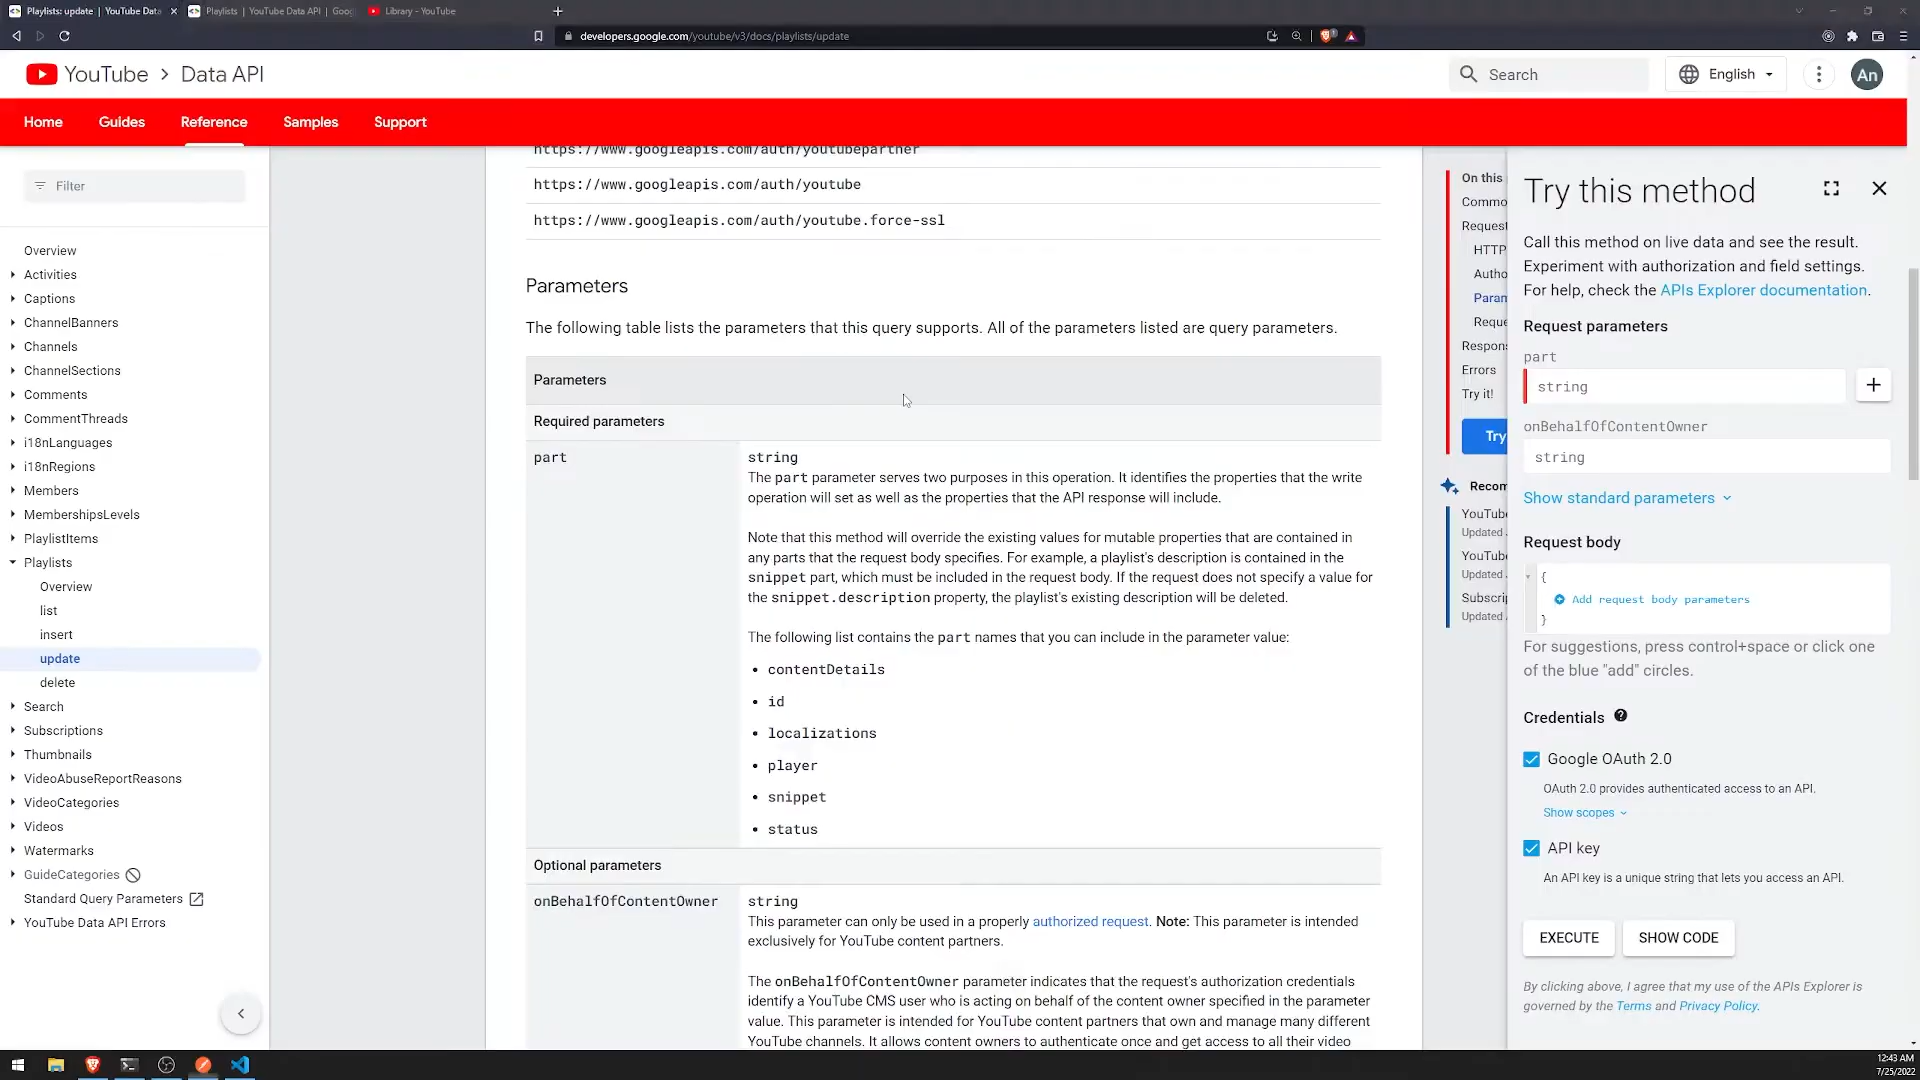 Playlists: update | YouTube Data
Playlists | YouTube Data API | Goog
Library - YouTube
developers.google.com/youtube/v3/docs/playlists/update
YouTube
Data API
Search
English
An
Home
Guides
Reference
Samples
Support
Filter
Overview
Activities
Captions
ChannelBanners
Channels
ChannelSections
Comments
CommentThreads
i18nLanguages
i18nRegions
Members
MembershipsLevels
PlaylistItems
Playlists
Overview
list
insert
update
delete
Search
Subscriptions
Thumbnails
VideoAbuseReportReasons
VideoCategories
Videos
Watermarks
GuideCategories
Standard Query Parameters
YouTube Data API Errors
https://www.googleapis.com/auth/youtubepartner
https://www.googleapis.com/auth/youtube
https://www.googleapis.com/auth/youtube.force-ssl
Parameters
The following table lists the parameters that this query supports. All of the parameters listed are query parameters.
Parameters
Required parameters
part
string
The part parameter serves two purposes in this operation. It identifies the properties that the write
operation will set as well as the properties that the API response will include.
Note that this method will override the existing values for mutable properties that are contained in
any parts that the request body specifies. For example, a playlist's description is contained in the
snippet part, which must be included in the request body. If the request does not specify a value for
the snippet.description property, the playlist's existing description will be deleted.
The following list contains the part names that you can include in the parameter value:
• contentDetails
• id
• localizations
• player
• snippet
• status
Optional parameters
onBehalfOfContentOwner
string
This parameter can only be used in a properly authorized request. Note: This parameter is intended
exclusively for YouTube content partners.
The onBehalfOfContentOwner parameter indicates that the request's authorization credentials
identify a YouTube CMS user who is acting on behalf of the content owner specified in the parameter
value. This parameter is intended for YouTube content partners that own and manage many different
YouTube channels. It allows content owners to authenticate once and get access to all their video
On this
Commo
Request
HTTP
Autho
Paran
Reque
Respon
Errors
Try it!
Try
Recom
YouTube
Updated
YouTube
Updated
Subscrip
Updated
Try this method
Call this method on live data and see the result.
Experiment with authorization and field settings.
For help, check the APIs Explorer documentation.
Request parameters
part
string
onBehalfOfContentOwner
string
Show standard parameters
Request body
{
Add request body parameters
}
For suggestions, press control+space or click one
of the blue "add" circles.
Credentials
Google OAuth 2.0
OAuth 2.0 provides authenticated access to an API.
Show scopes
API key
An API key is a unique string that lets you access an API.
EXECUTE
SHOW CODE
By clicking above, I agree that my use of the APIs Explorer is
governed by the Terms and Privacy Policy.
12:43 AM
7/25/2022